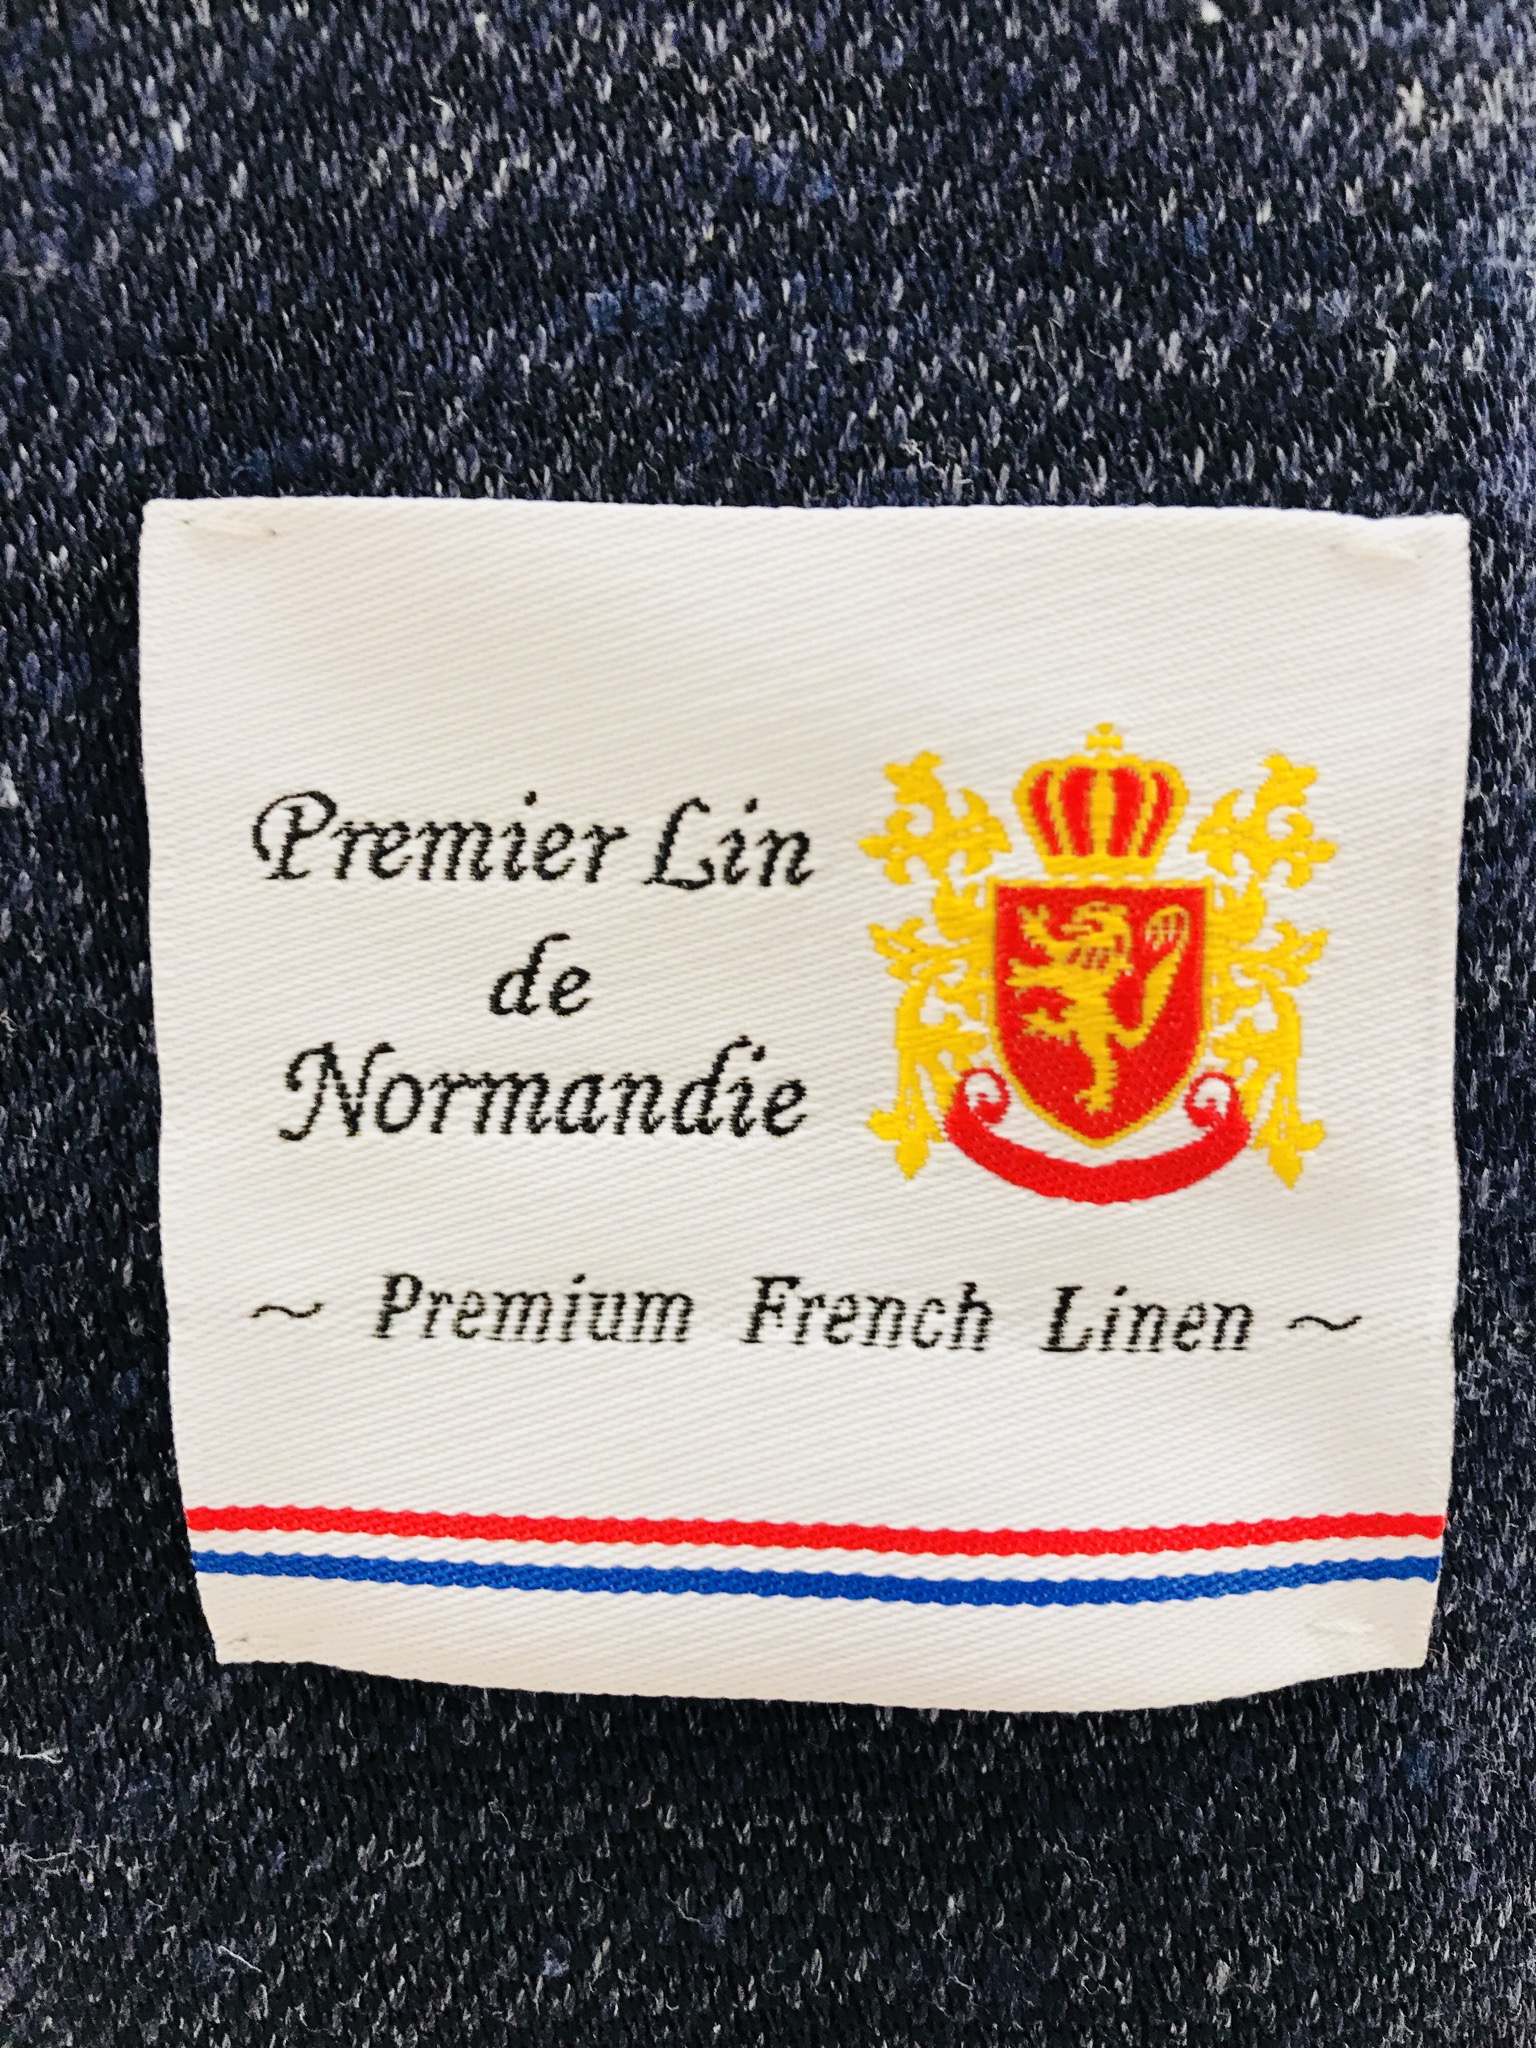 Premier Lin
de
Normandie
~ Premium French Linen ~